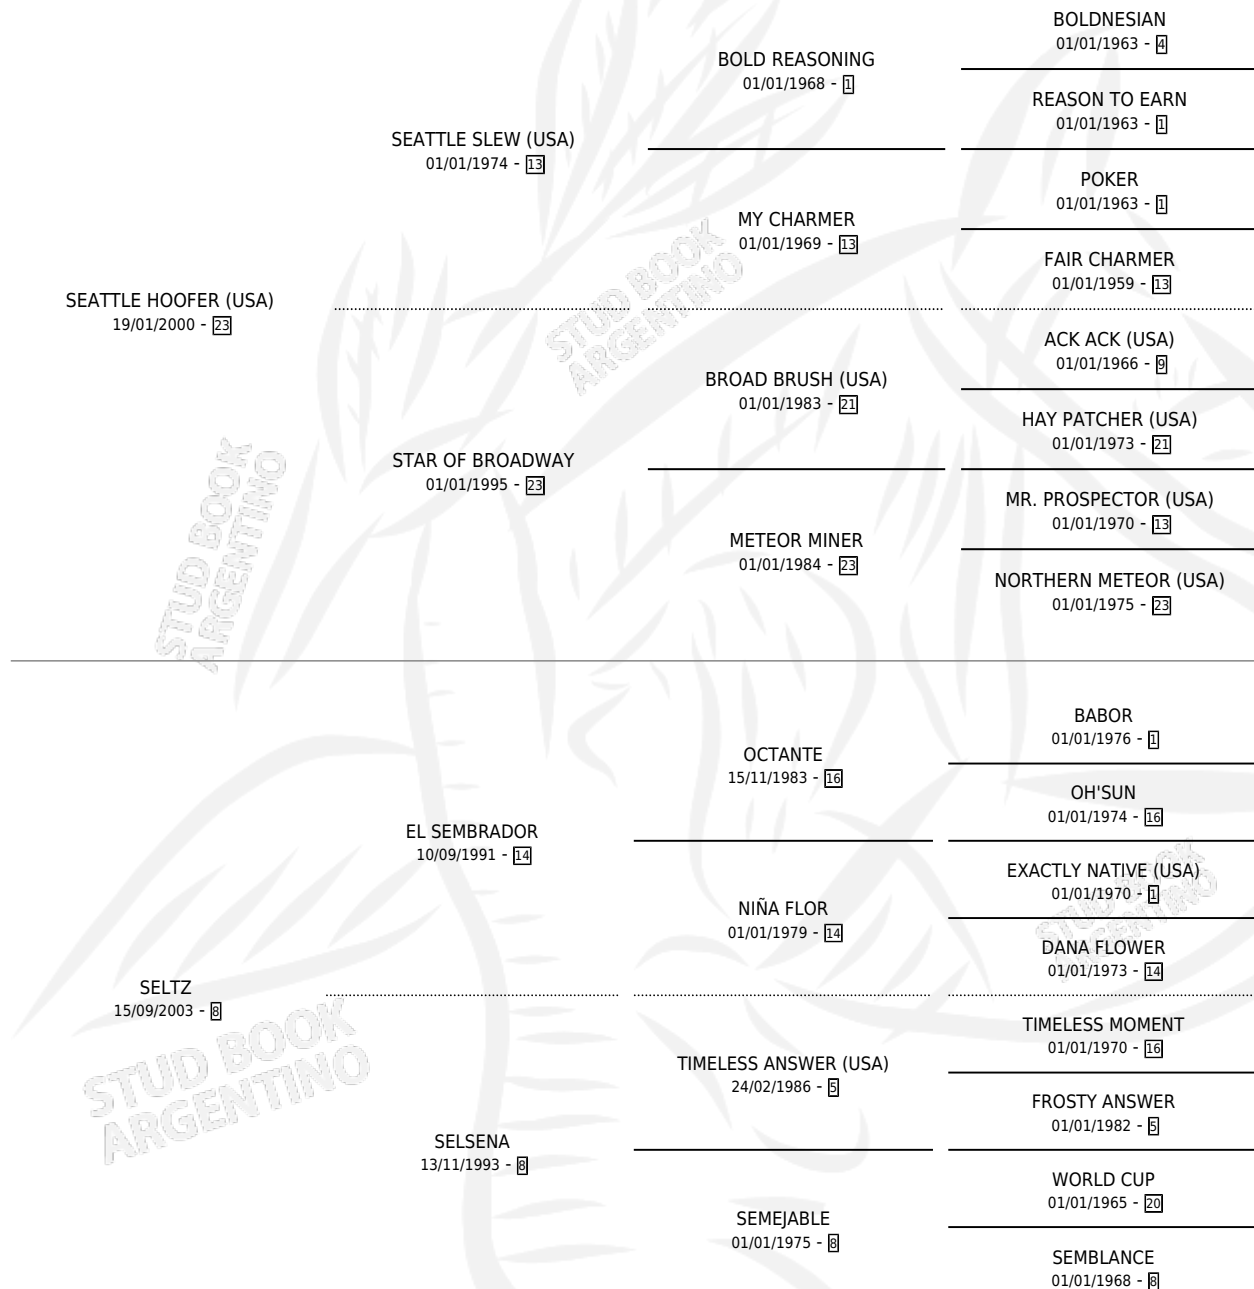 BOLDNESIAN
01/01/1963 - 4
BOLD REASONING
01/01/1968 - 1
REASON TO EARN
01/01/1963 - 1
SEATTLE SLEW (USA)
01/01/1974 - 13
POKER
01/01/1963 - 1
MY CHARMER
01/01/1969 - 13
FAIR CHARMER
01/01/1959 - 13
SEATTLE HOOFER (USA)
19/01/2000 - 23
STUD BOOK
ARGENTINO
ACK ACK (USA)
01/01/1966 - 9
BROAD BRUSH (USA)
01/01/1983 - 21
HAY PATCHER (USA)
01/01/1973 - 21
STAR OF BROADWAY
01/01/1995 - 23
MR. PROSPECTOR (USA)
01/01/1970 - 13
METEOR MINER
01/01/1984 - 23
NORTHERN METEOR (USA)
01/01/1975 - 23
STUD BOOK
ARGENTINO
BABOR
01/01/1976 - 1
OCTANTE
15/11/1983 - 16
OH'SUN
01/01/1974 - 16
EL SEMBRADOR
10/09/1991 - 14
EXACTLY NATIVE (USA)
01/01/1970 - 1
NIÑA FLOR
01/01/1979 - 14
STUD BOOK
ARGENTINO
DANA FLOWER
01/01/1973 - 14
SELTZ
15/09/2003 - 8
STUD BOOK
ARGENTINO
TIMELESS MOMENT
01/01/1970 - 16
TIMELESS ANSWER (USA)
24/02/1986 - 5
FROSTY ANSWER
01/01/1982 - 5
SELSENA
13/11/1993 - 8
WORLD CUP
01/01/1965 - 20
SEMEJABLE
01/01/1975 - 8
SEMBLANCE
01/01/1968 - 8